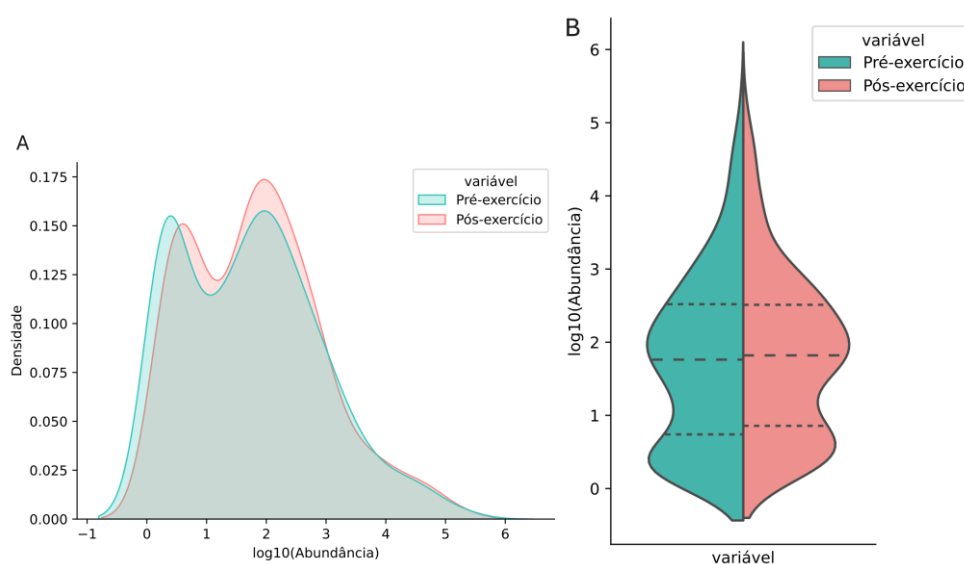 A
0.175
0.150
0.125
0.100
0.075
0.050
0.025
0.000
Densidade
−1 0 1 2 3 4 5 6
log10(Abundância)
variável
Pré-exercício
Pós-exercício
B
6
5
4
3
2
1
0
log10(Abundância)
variável
variável
Pré-exercício
Pós-exercício